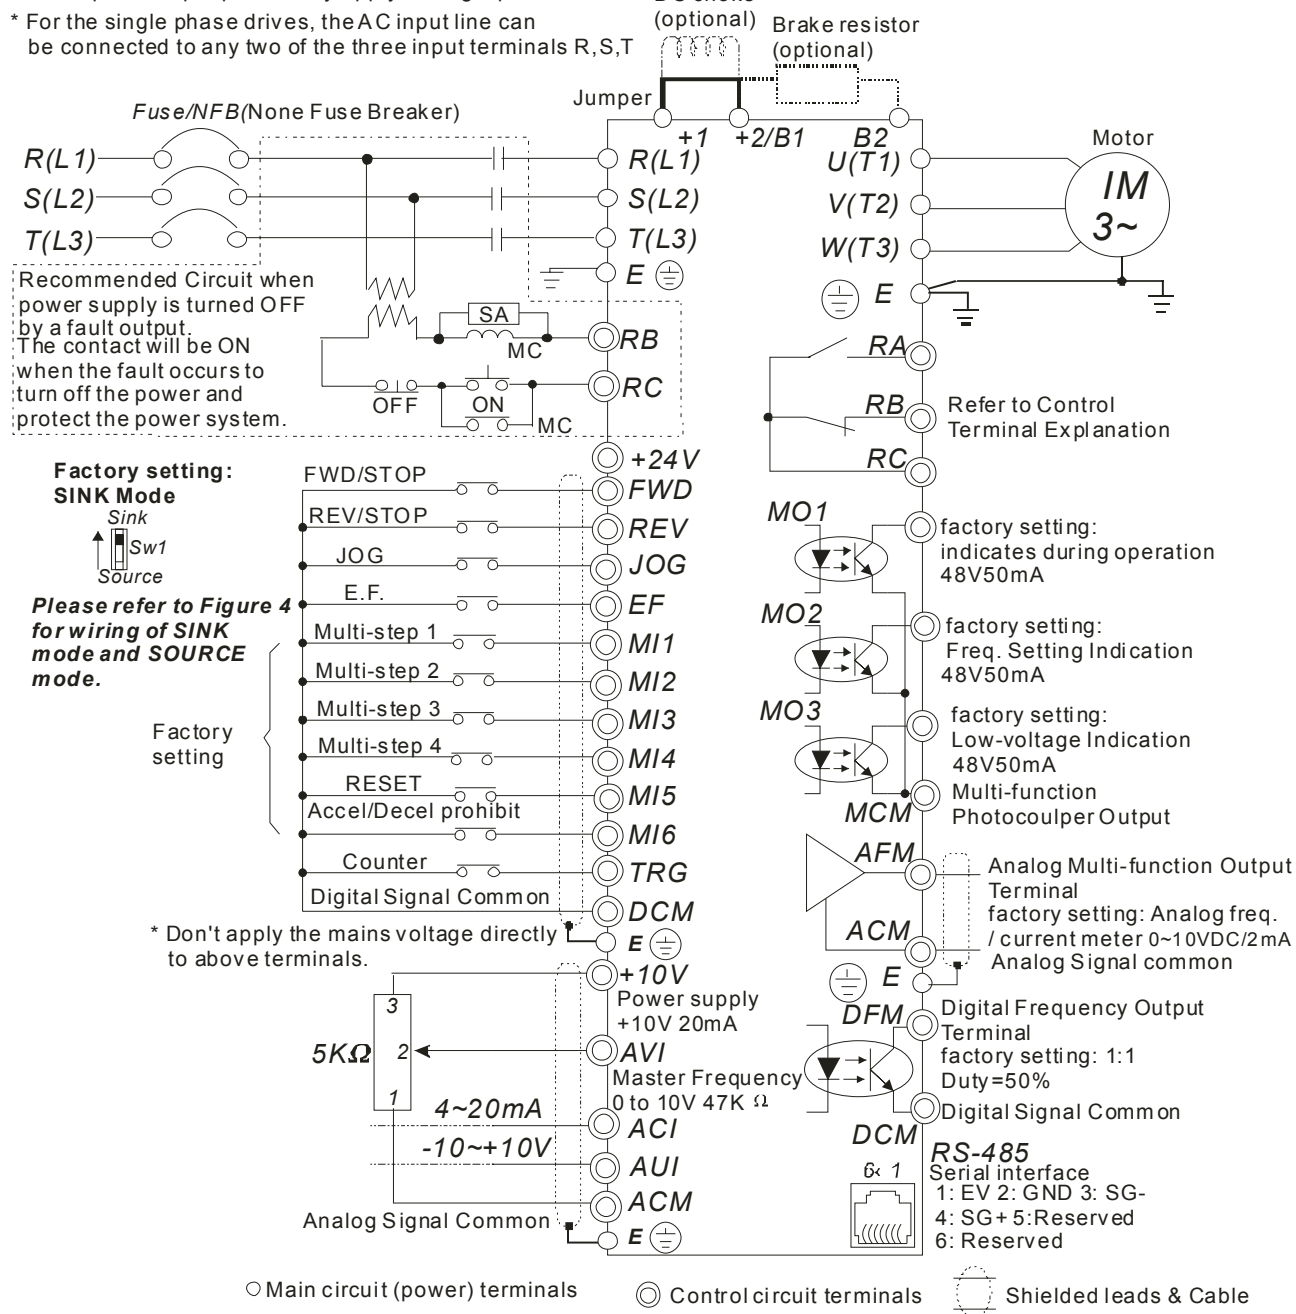 * For the single phase drives, the AC input line can
be connected to any two of the three input terminals R,S,T
(optional)
Brake resistor
(optional)
Jumper
Fuse/NFB(None Fuse Breaker)
+1
+2/B1
B2
Motor
R(L1)
R(L1)
U(T1)
IM
3~
S(L2)
S(L2)
V(T2)
T(L3)
T(L3)
W(T3)
E
E
Recommended Circuit when
power supply is turned OFF
by a fault output.
The contact will be ON
when the fault occurs to
turn off the power and
protect the power system.
SA
MC
RB
RC
OFF
ON
MC
RA
RB
RC
Refer to Control
Terminal Explanation
Factory setting:
SINK Mode
Sink
Sw1
Source
Please refer to Figure 4
for wiring of SINK
mode and SOURCE
mode.
Factory
setting
+24V
FWD/STOP
FWD
REV/STOP
REV
JOG
JOG
E.F.
EF
Multi-step 1
MI1
Multi-step 2
MI2
Multi-step 3
MI3
Multi-step 4
MI4
RESET
MI5
Accel/Decel prohibit
MI6
Counter
TRG
Digital Signal Common
DCM
E
* Don't apply the mains voltage directly
to above terminals.
MO1
factory setting:
indicates during operation
48V50mA
MO2
factory setting:
Freq. Setting Indication
48V50mA
MO3
factory setting:
Low-voltage Indication
48V50mA
MCM
Multi-function
Photocoulper Output
AFM
Analog Multi-function Output
Terminal
factory setting: Analog freq.
/ current meter 0~10VDC/2mA
ACM
Analog Signal common
E
+10V
Power supply
+10V 20mA
3
5KΩ
2
1
AVI
Master Frequency
0 to 10V 47K Ω
4~20mA
ACI
-10~+10V
AUI
ACM
Analog Signal Common
E
DFM
Digital Frequency Output
Terminal
factory setting: 1:1
Duty=50%
DCM
Digital Signal Common
RS-485
Serial interface
6← 1
1: EV 2: GND 3: SG-
4: SG+ 5:Reserved
6: Reserved
Main circuit (power) terminals
Control circuit terminals
Shielded leads & Cable